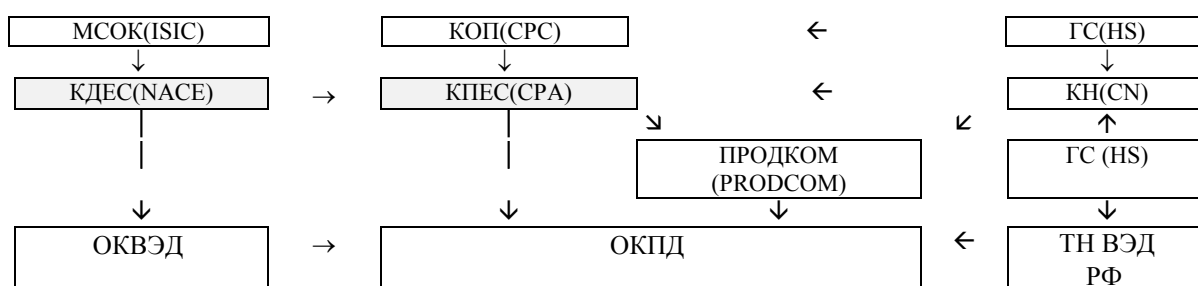 МСОК(ISIC)
КОП(CPC)
←
ГС(HS)
↓
↓
↓
КДЕС(NACE)
→
КПЕС(CPA)
←
КН(CN)
|
|
↘
↙
↑
|
|
ПРОДКОМ
(PRODCOM)
ГС (HS)
↓
↓
↓
↓
ОКВЭД
→
ОКПД
←
ТН ВЭД
РФ